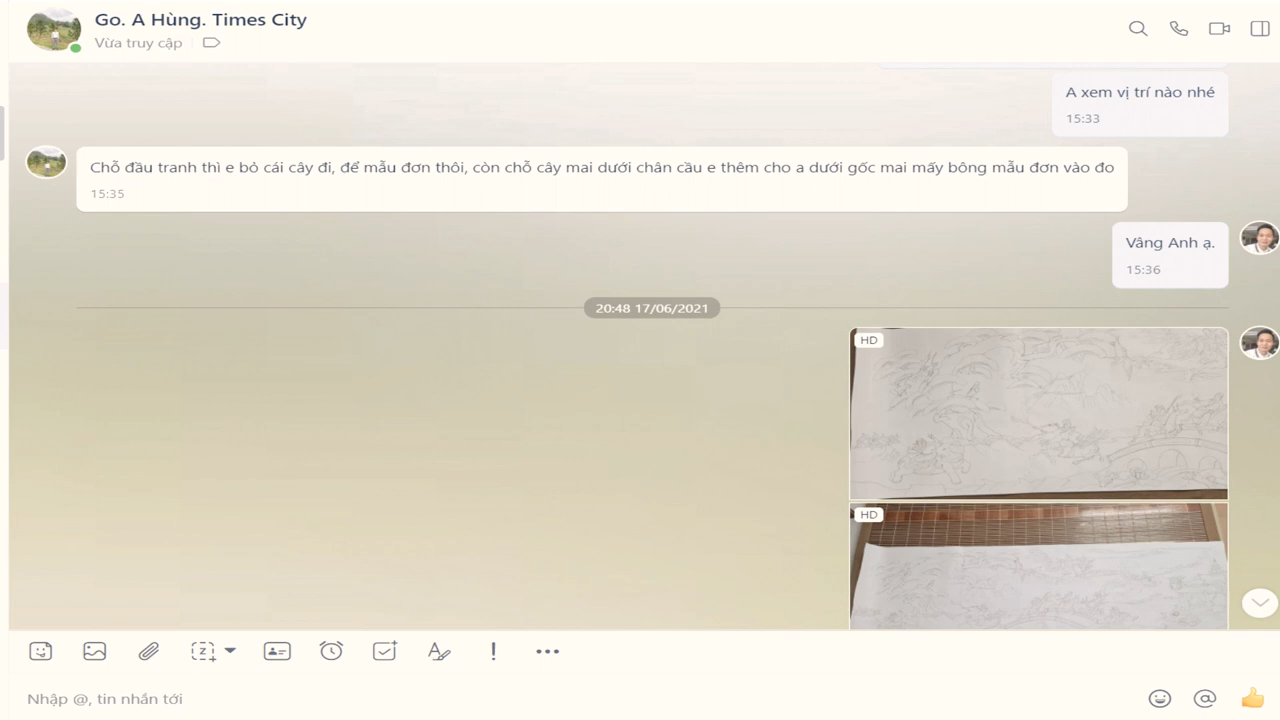 Go. A Hùng. Times City
Vừa truy cập
A xem vị trí nào nhé
15:33
Chỗ đầu tranh thì e bỏ cái cây đi, để mẫu đơn thôi, còn chỗ cây mai dưới chân cầu e thêm cho a dưới gốc mai mấy bông mẫu đơn vào đo
15:35
Vâng Anh ạ.
15:36
20:48 17/06/2021
HD
HD
Nhập @, tin nhắn tới